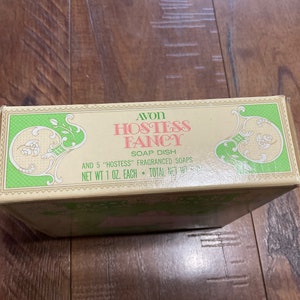 AVON
HOSTESS
FANCY
SOAP DISH
AND 5 "HOSTESS" FRAGRANCED SOAPS
NET WT 1 OZ. EACH • TOTAL NET WT